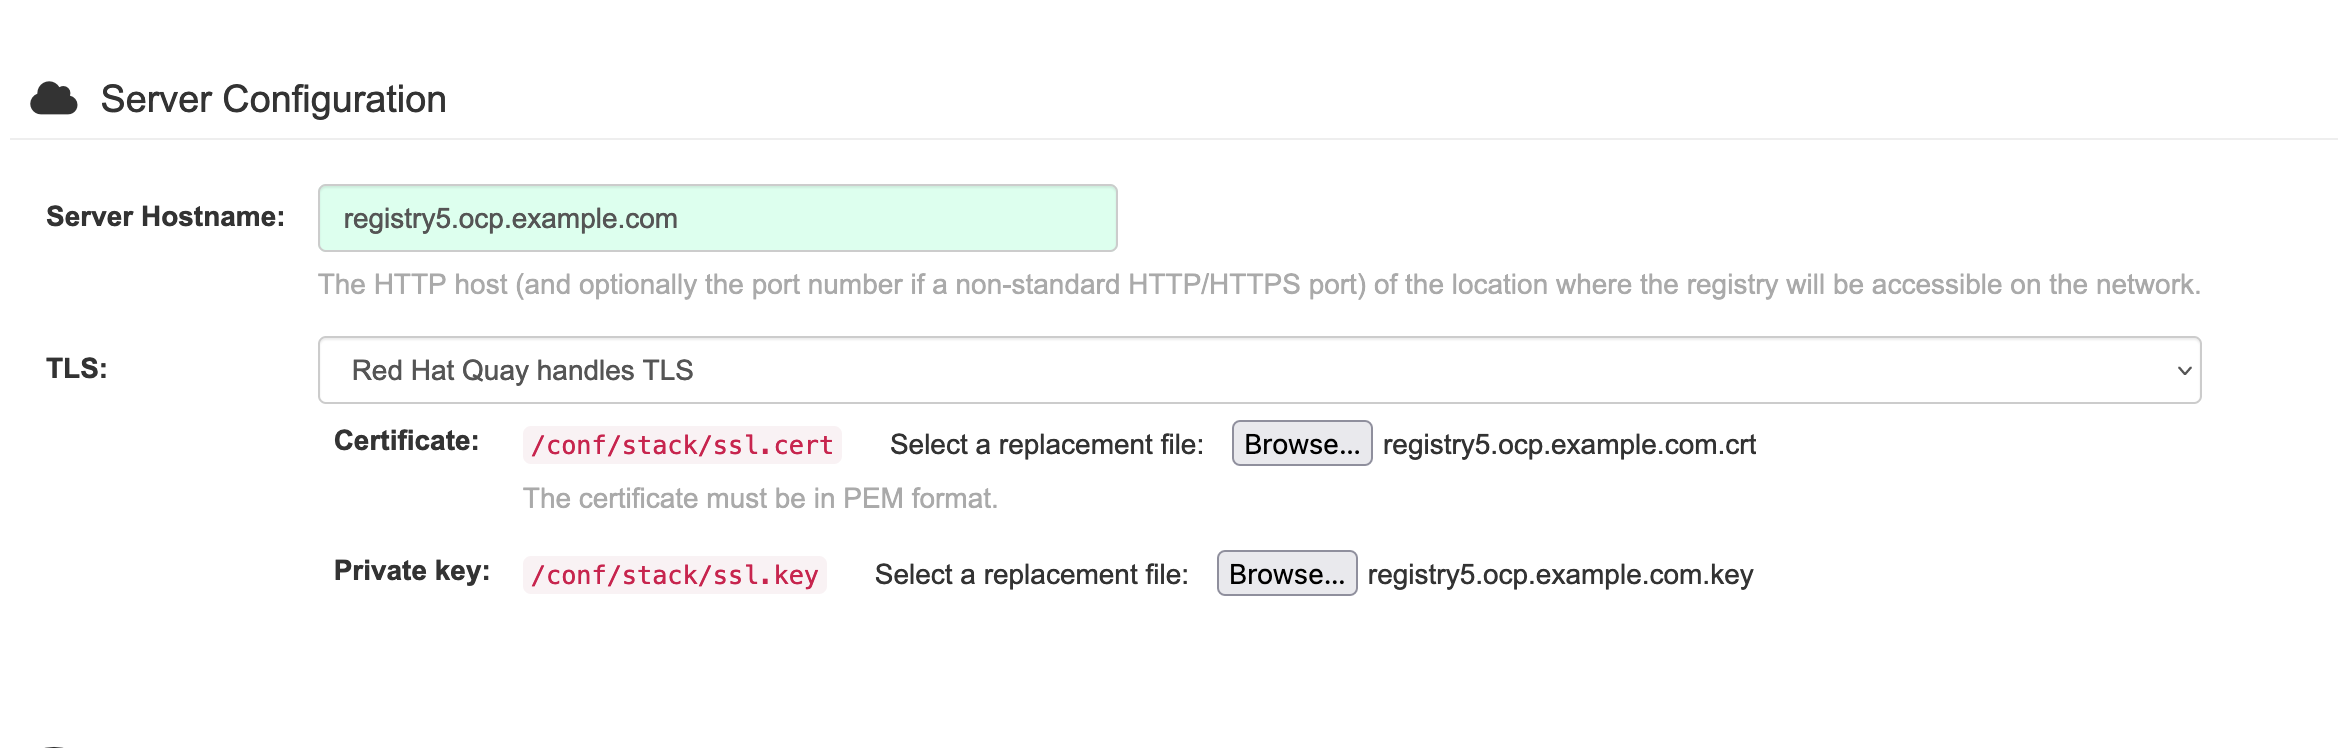 Server Configuration
Server Hostname: registry5.ocp.example.com
The HTTP host (and optionally the port number if a non-standard HTTP/HTTPS port) of the location where the registry will be accessible on the network.
TLS: Red Hat Quay handles TLS
Certificate: /conf/stack/ssl.cert Select a replacement file: Browse... registry5.ocp.example.com.crt
The certificate must be in PEM format.
Private key: /conf/stack/ssl.key Select a replacement file: Browse... registry5.ocp.example.com.key